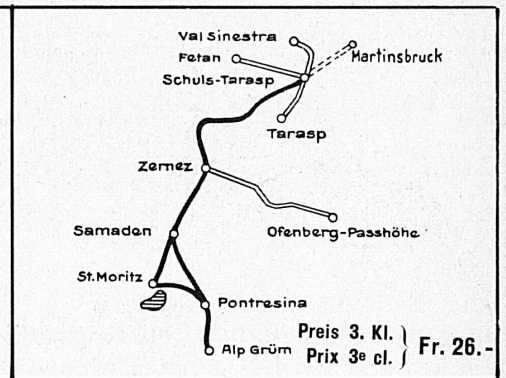 Val Sinestra
Fetan
Martinsbruck
Schuls-Tarasp
Tarasp
Zernez
Samaden
Ofenberg-Passhöhe
St. Moritz
Pontresina
Alp Grüm
Preis 3. Kl.
Prix 3e cl.
Fr. 26.-